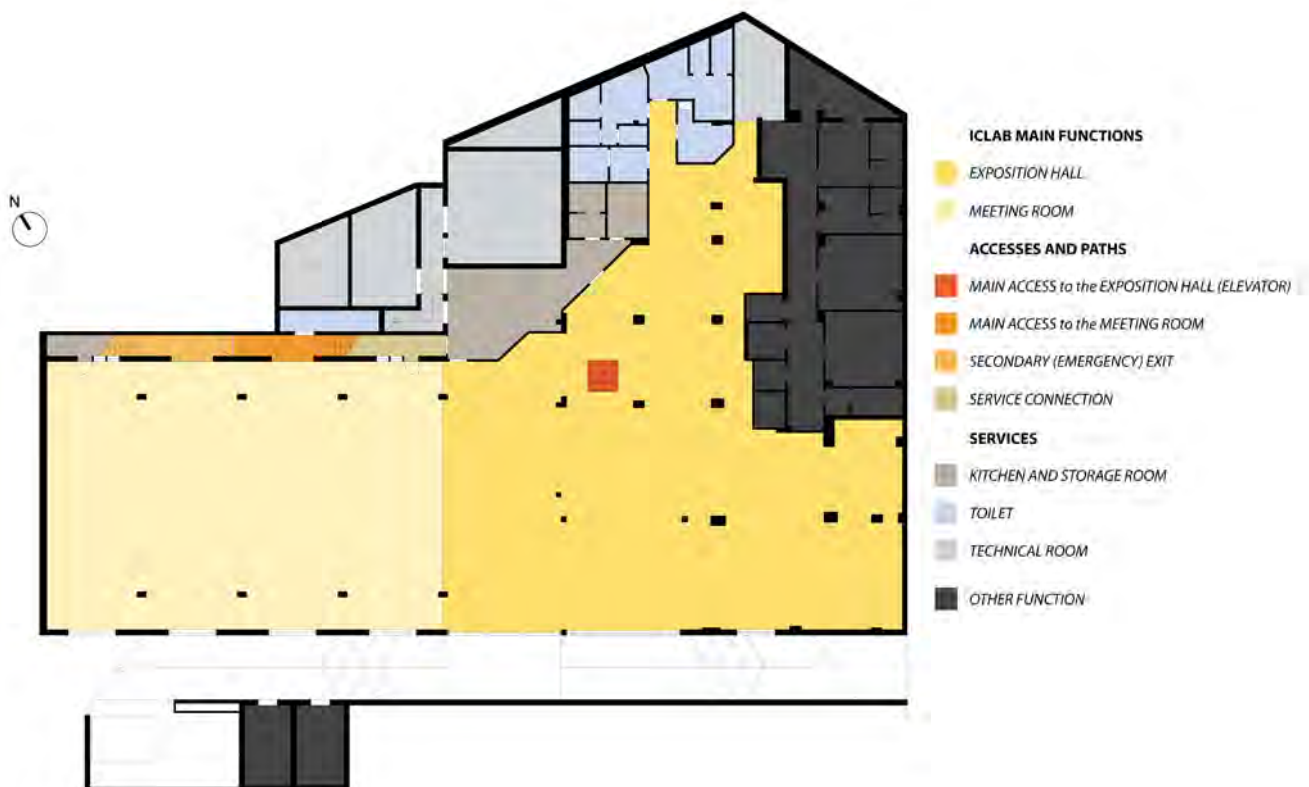 N
ICLAB MAIN FUNCTIONS
EXPOSITION HALL
MEETING ROOM
ACCESSES AND PATHS
MAIN ACCESS to the EXPOSITION HALL (ELEVATOR)
MAIN ACCESS to the MEETING ROOM
SECONDARY (EMERGENCY) EXIT
SERVICE CONNECTION
SERVICES
KITCHEN AND STORAGE ROOM
TOILET
TECHNICAL ROOM
OTHER FUNCTION